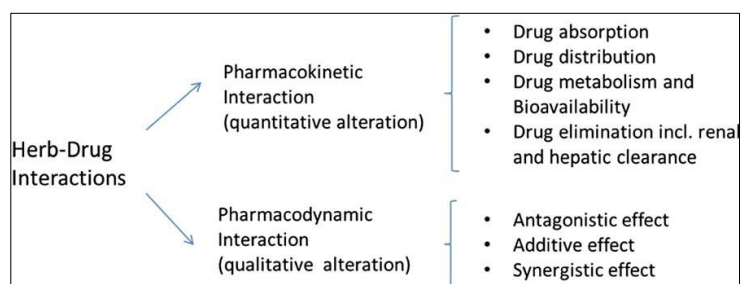 Herb-Drug
Interactions
Pharmacokinetic
Interaction
(quantitative alteration)
• Drug absorption
• Drug distribution
• Drug metabolism and
Bioavailability
• Drug elimination incl. renal
and hepatic clearance
Pharmacodynamic
Interaction
(qualitative alteration)
• Antagonistic effect
• Additive effect
• Synergistic effect